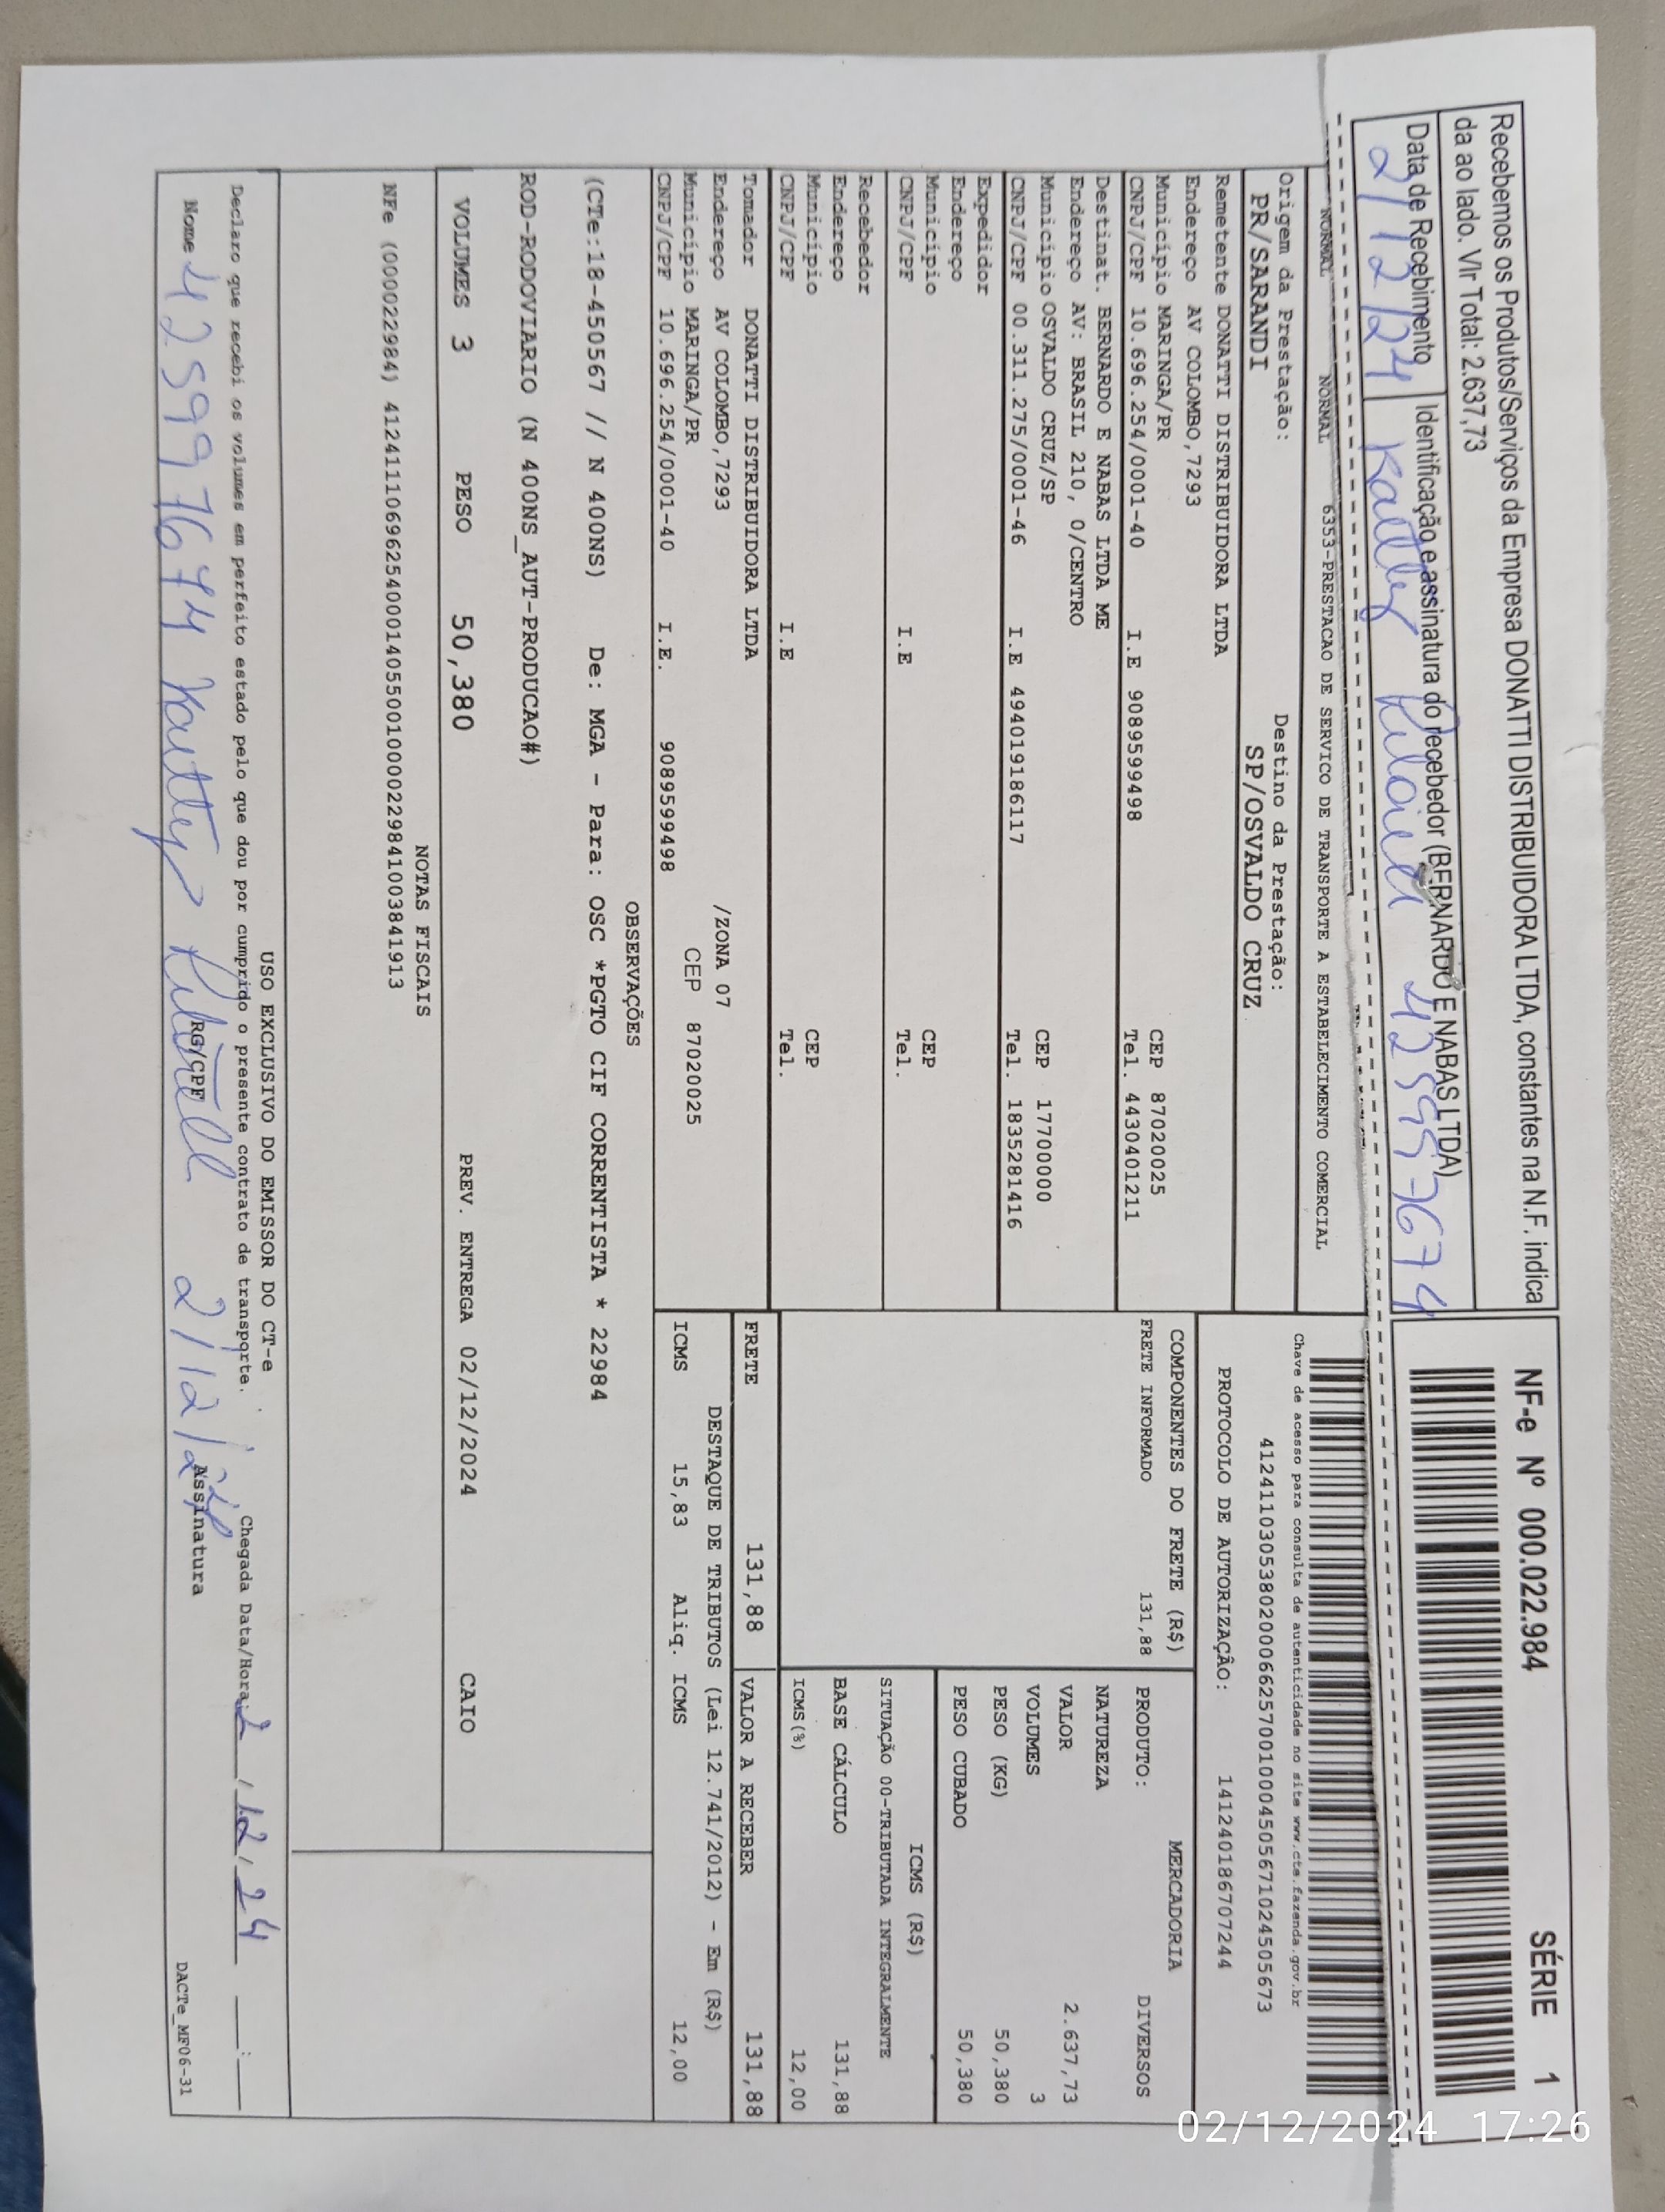 Recebemos os Produtos/Serviços da Empresa DONATTI DISTRIBUIDORA LTDA, constantes na N.F. indica
da ao lado. Vlr Total: 2.637,73
Data de Recebimento
Identificação e assinatura do recebedor (BERNARDO E NABAS LTDA)
2/12/24
NF-e Nº 000.022.984 SÉRIE 1
NORMAL NORMAL 6353-PRESTACAO DE SERVICO DE TRANSPORTE A ESTABELECIMENTO COMERCIAL
Origem da Prestação: Destino da Prestação:
PR/SARANDI SP/OSVALDO CRUZ
Chave de acesso para consulta de autenticidade no site www.cte.fazenda.gov.br
41241103053802000662570010004505671024505673
PROTOCOLO DE AUTORIZAÇÃO: 141240186707244
Remetente DONATTI DISTRIBUIDORA LTDA
Endereço AV COLOMBO,7293
Município MARINGA/PR CEP 87020025
CNPJ/CPF 10.696.254/0001-40 I.E 9089599498 Tel. 4430401211
Destinat. BERNARDO E NABAS LTDA ME
Endereço AV: BRASIL 210, 0/CENTRO
Município OSVALDO CRUZ/SP CEP 17700000
CNPJ/CPF 00.311.275/0001-46 I.E 494019186117 Tel. 1835281416
Expedidor
Endereço
Município CEP
CNPJ/CPF I.E Tel.
Recebedor
Endereço
Município CEP
CNPJ/CPF I.E Tel.
Tomador DONATTI DISTRIBUIDORA LTDA
Endereço AV COLOMBO,7293 /ZONA 07
Município MARINGA/PR CEP 87020025
CNPJ/CPF 10.696.254/0001-40 I.E. 9089599498
COMPONENTES DO FRETE (R$)
FRETE INFORMADO 131,88
MERCADORIA
PRODUTO: DIVERSOS
NATUREZA
VALOR 2.637,73
VOLUMES 3
PESO (KG) 50,380
PESO CUBADO 50,380
ICMS (R$)
SITUAÇÃO 00-TRIBUTADA INTEGRALMENTE
BASE CÁLCULO 131,88
ICMS(%) 12,00
FRETE 131,88 VALOR A RECEBER 131,88
DESTAQUE DE TRIBUTOS (Lei 12.741/2012) - Em (R$)
ICMS 15,83 Aliq. ICMS 12,00
OBSERVAÇÕES
(CTe:18-450567 // N 400NS) De: MGA - Para: OSC *PGTO CIF CORRENTISTA * 22984
ROD-RODOVIARIO (N 400NS_AUT-PRODUCAO#)
VOLUMES 3 PESO 50,380 PREV. ENTREGA 02/12/2024 CAIO
NOTAS FISCAIS
NFe (000022984) 41241110696254000140550010000229841003841913
USO EXCLUSIVO DO EMISSOR DO CT-e
Declaro que recebi os volumes em perfeito estado pelo que dou por cumprido o presente contrato de transporte. Chegada Data/Hora: 2/12/24 __:__
Nome RG/CPF Assinatura
DACTe_MF06-31
02/12/2024 17:26